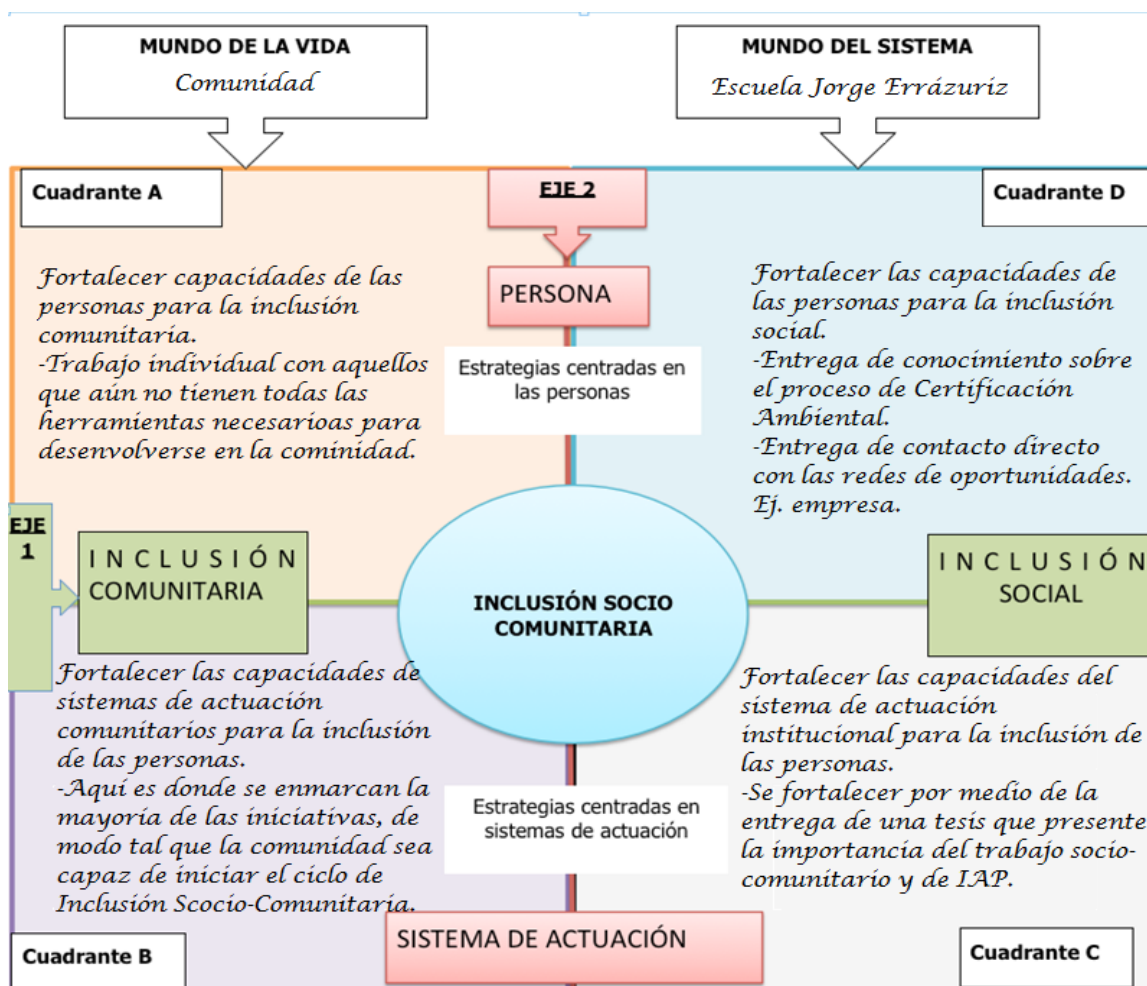 MUNDO DE LA VIDA
Comunidad
MUNDO DEL SISTEMA
Escuela Jorge Errázuriz
Cuadrante A
EJE 2
Cuadrante D
PERSONA
Fortalecer capacidades de las
personas para la inclusión
comunitaria.
-Trabajo individual con aquellos
que aún no tienen todas las
herramientas necesarioas para
desenvolverse en la cominidad.
Estrategias centradas en
las personas
Fortalecer las capacidades de
las personas para la inclusión
social.
-Entrega de conocimiento sobre
el proceso de Certificación
Ambiental.
-Entrega de contacto directo
con las redes de oportunidades.
Ej. empresa.
EJE
1
INCLUSIÓN
COMUNITARIA
INCLUSIÓN SOCIO
COMUNITARIA
INCLUSIÓN
SOCIAL
Fortalecer las capacidades de
sistemas de actuación
comunitarios para la inclusión
de las personas.
-Aquí es donde se enmarcan la
mayoría de las iniciativas, de
modo tal que la comunidad sea
capaz de iniciar el ciclo de
Inclusión Scocio-Comunitaria.
Estrategias centradas en
sistemas de actuación
Fortalecer las capacidades del
sistema de actuación
institucional para la inclusión de
las personas.
-Se fortalecer por medio de la
entrega de una tesis que presente
la importancia del trabajo socio-
comunitario y de IAP.
SISTEMA DE ACTUACIÓN
Cuadrante B
Cuadrante C